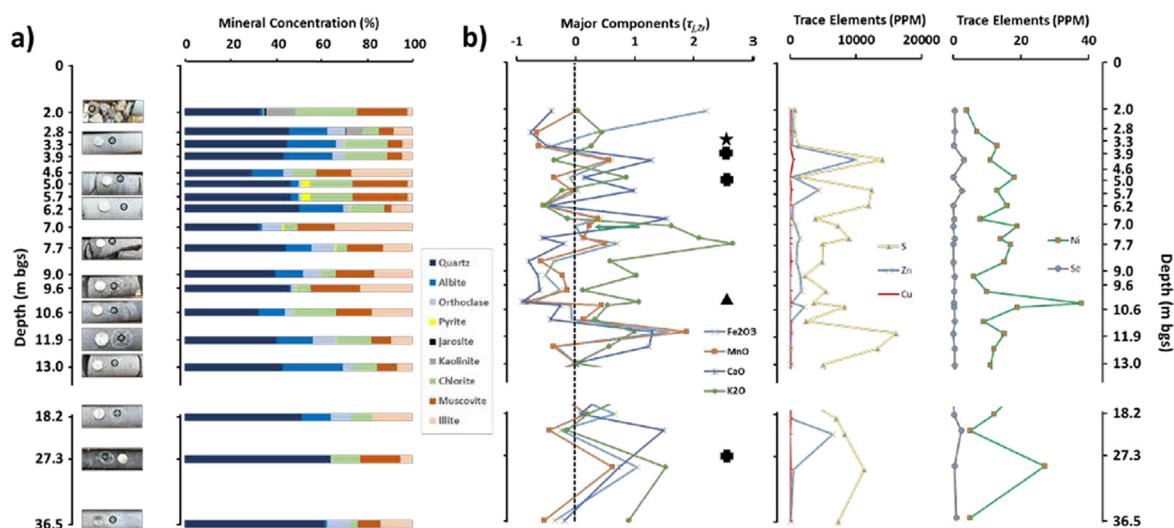 a)
Mineral Concentration (%)
0 20 40 60 80 100
Depth (m bgs)
0
2.0
2.8
3.3
3.9
4.6
5.0
5.7
6.2
7.0
7.7
9.0
9.6
10.6
11.9
13.0
18.2
27.3
36.5
Quartz
Albite
Orthoclase
Pyrite
Jarosite
Kaolinite
Chlorite
Muscovite
Illite
b)
Major Components (τj,Zr)
-1 0 1 2 3
Fe2O3
MnO
CaO
K2O
Trace Elements (PPM)
0 10000 20000
S
Zn
Cu
Trace Elements (PPM)
0 20 40
Ni
Se
0
2.0
2.8
3.3
3.9
4.6
5.0
5.7
6.2
7.0
7.7
9.0
9.6
10.6
11.9
13.0
18.2
27.3
36.5
Depth (m bgs)